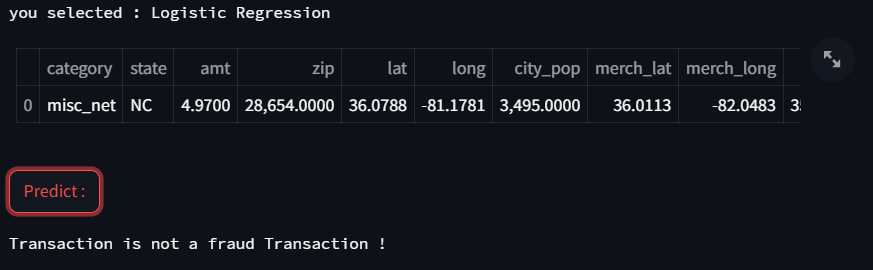 you selected : Logistic Regression
category state amt zip lat long city_pop merch_lat merch_long
0 misc_net NC 4.9700 28,654.0000 36.0788 -81.1781 3,495.0000 36.0113 -82.0483
Predict :
Transaction is not a fraud Transaction !